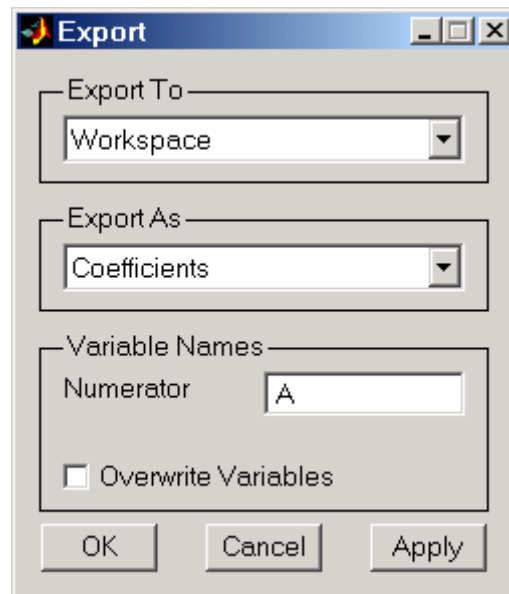 Export
Export To
Workspace
Export As
Coefficients
Variable Names
Numerator A
Overwrite Variables
OK Cancel Apply